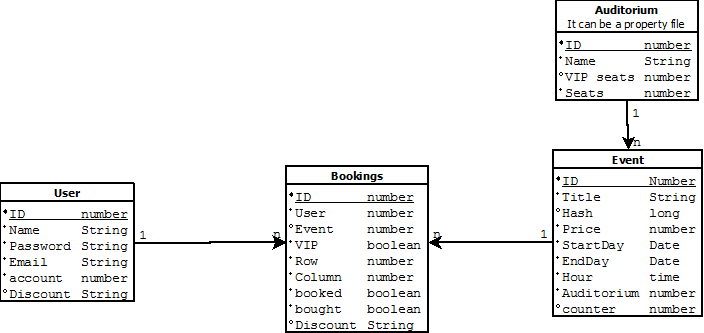 Auditorium
It can be a property file
ID number
Name String
VIP seats number
Seats number
1
n
Event
ID Number
Title String
Hash long
Price number
StartDay Date
EndDay Date
Hour time
Auditorium number
counter number
1
n
Bookings
ID number
User number
Event number
VIP boolean
Row number
Column number
booked boolean
bought boolean
Discount String
n
1
User
ID number
Name String
Password String
Email String
account number
Discount String